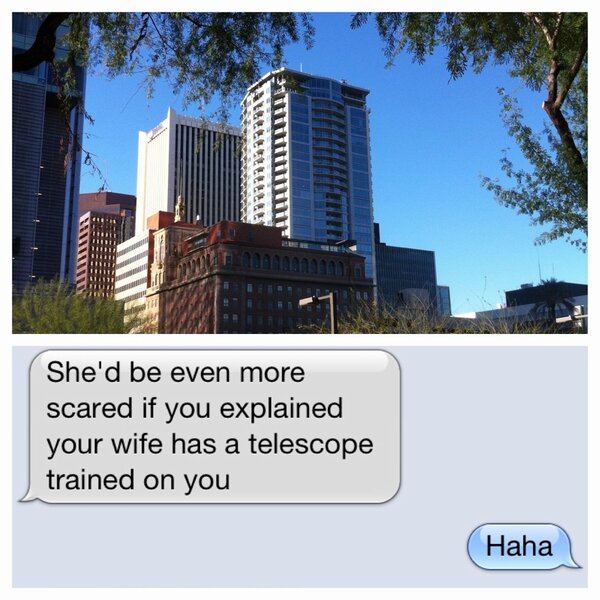 She'd be even more
scared if you explained
your wife has a telescope
trained on you
Haha